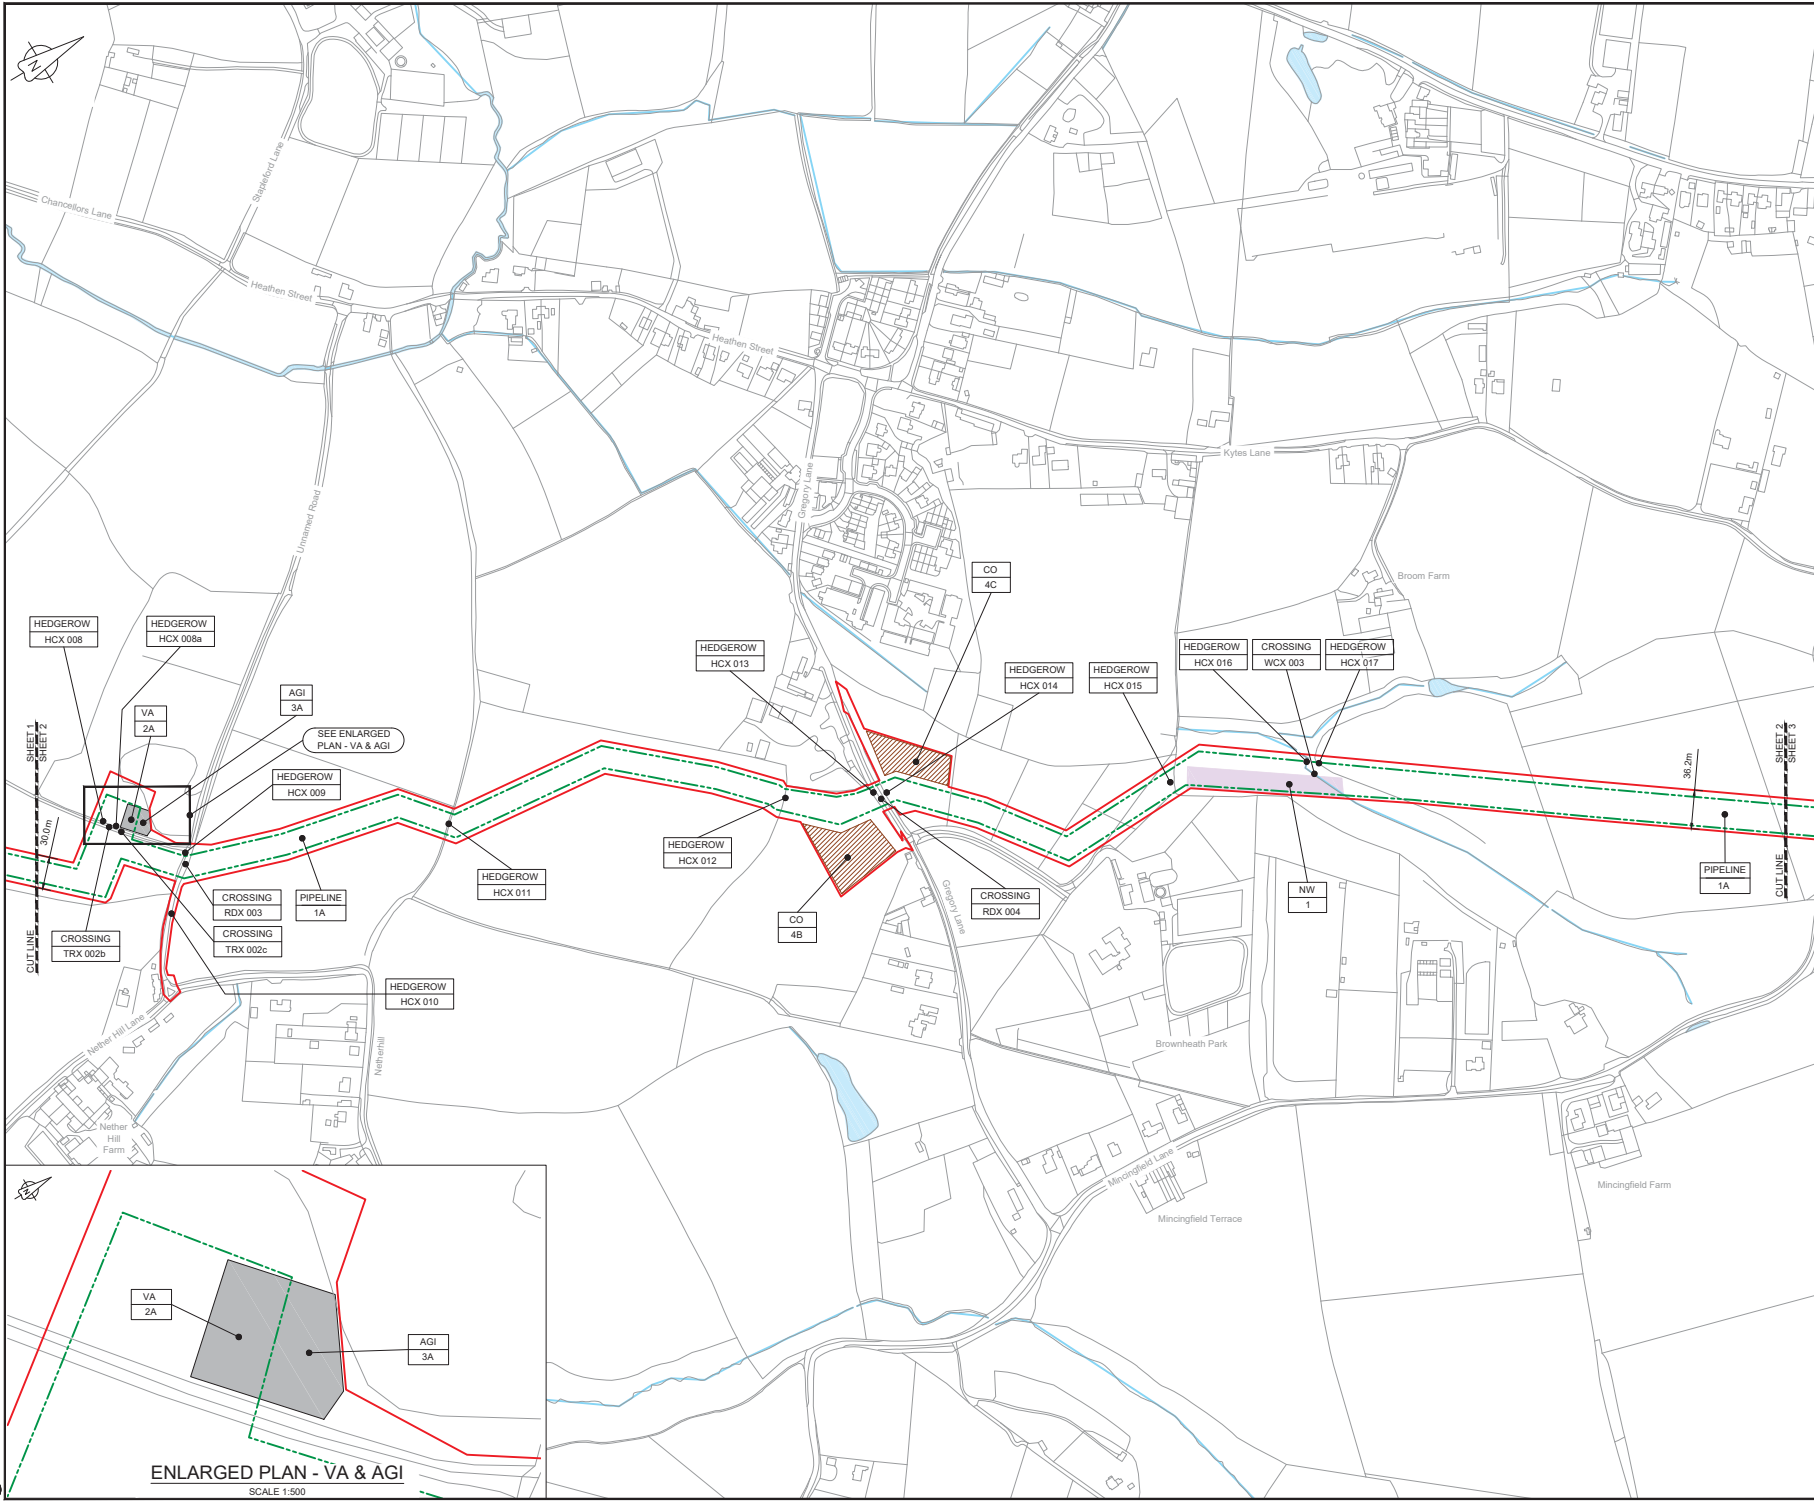 N
Stapleford Lane
Chancellors Lane
Heathen Street
Heathen Street
Kytes Lane
Gregory Lane
Unnamed Road
Broom Farm
CO
4C
HEDGEROW
HCX 008
HEDGEROW
HCX 008a
HEDGEROW
HCX 013
HEDGEROW
HCX 014
HEDGEROW
HCX 015
HEDGEROW
HCX 016
CROSSING
WCX 003
HEDGEROW
HCX 017
AGI
3A
VA
2A
SEE ENLARGED
PLAN - VA & AGI
SHEET 1
SHEET 2
SHEET 2
SHEET 3
HEDGEROW
HCX 009
30.0m
36.2m
HEDGEROW
HCX 012
HEDGEROW
HCX 011
PIPELINE
1A
CROSSING
RDX 003
PIPELINE
1A
CROSSING
RDX 004
NW
1
CO
4B
CUT LINE
CUT LINE
CROSSING
TRX 002b
CROSSING
TRX 002c
Gregory Lane
HEDGEROW
HCX 010
Nether Hill Lane
Netherhill
Brownheath Park
Nether
Hill
Farm
Mincingfield Lane
Mincingfield Farm
Mincingfield Terrace
N
VA
2A
AGI
3A
ENLARGED PLAN - VA & AGI
SCALE 1:500